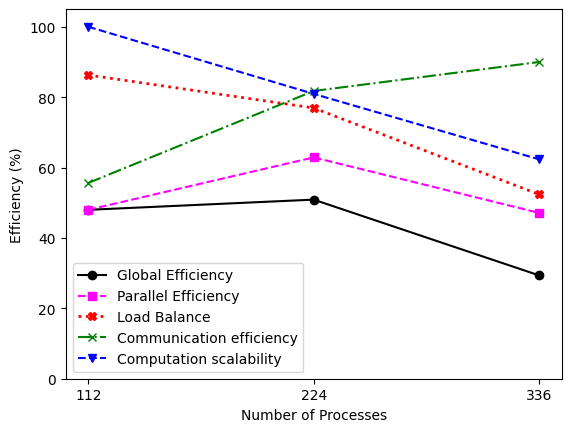 100
80
60
40
20
0
Efficiency (%)
Global Efficiency
Parallel Efficiency
Load Balance
Communication efficiency
Computation scalability
112
224
336
Number of Processes